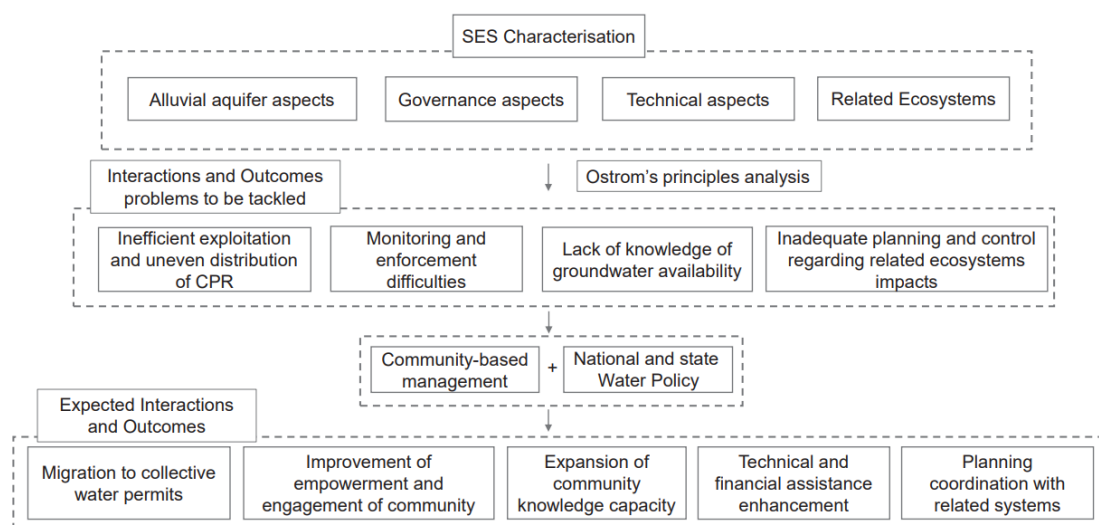 SES Characterisation
Alluvial aquifer aspects
Governance aspects
Technical aspects
Related Ecosystems
Ostrom's principles analysis
Interactions and Outcomes
problems to be tackled
Inefficient exploitation
and uneven distribution
of CPR
Monitoring and
enforcement
difficulties
Lack of knowledge of
groundwater availability
Inadequate planning and control
regarding related ecosystems
impacts
Community-based
management
+
National and state
Water Policy
Expected Interactions
and Outcomes
Migration to collective
water permits
Improvement of
empowerment and
engagement of community
Expansion of
community
knowledge capacity
Technical and
financial assistance
enhancement
Planning
coordination with
related systems